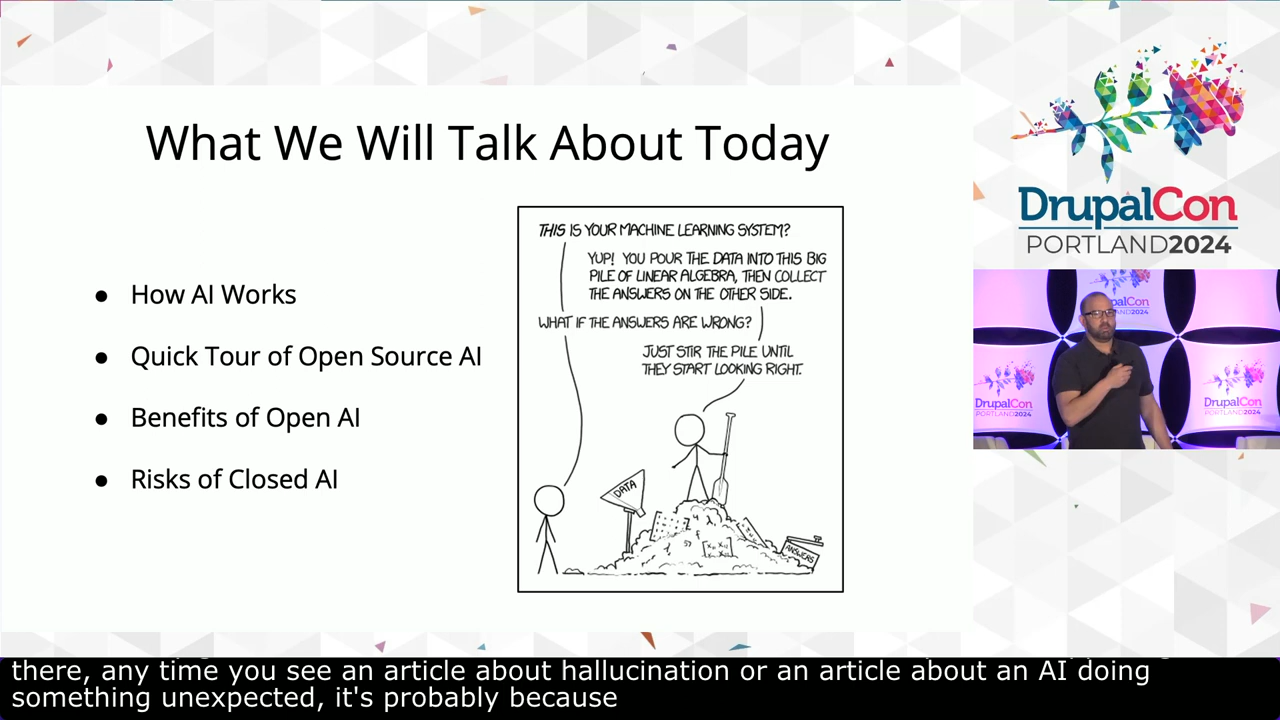 What We Will Talk About Today
● How AI Works
● Quick Tour of Open Source AI
● Benefits of Open AI
● Risks of Closed AI
THIS IS YOUR MACHINE LEARNING SYSTEM?
YUP! YOU POUR THE DATA INTO THIS BIG
PILE OF LINEAR ALGEBRA, THEN COLLECT
THE ANSWERS ON THE OTHER SIDE.
WHAT IF THE ANSWERS ARE WRONG?
JUST STIR THE PILE UNTIL
THEY START LOOKING RIGHT.
DATA
ANSWERS
DrupalCon
PORTLAND2024
DrupalCon
PORTLAND2024
DrupalCon
PORTLAND2024
there, any time you see an article about hallucination or an article about an AI doing
something unexpected, it's probably because